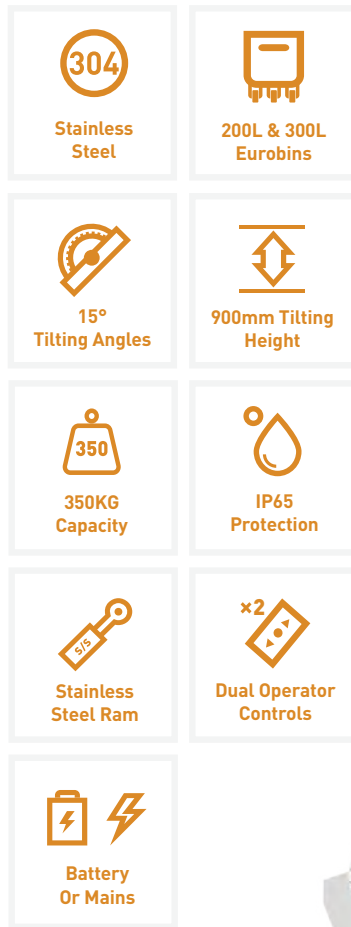 304
Stainless
Steel
200L & 300L
Eurobins
15°
Tilting Angles
900mm Tilting
Height
350
350KG
Capacity
IP65
Protection
S/S
Stainless
Steel Ram
×2
Dual Operator
Controls
Battery
Or Mains